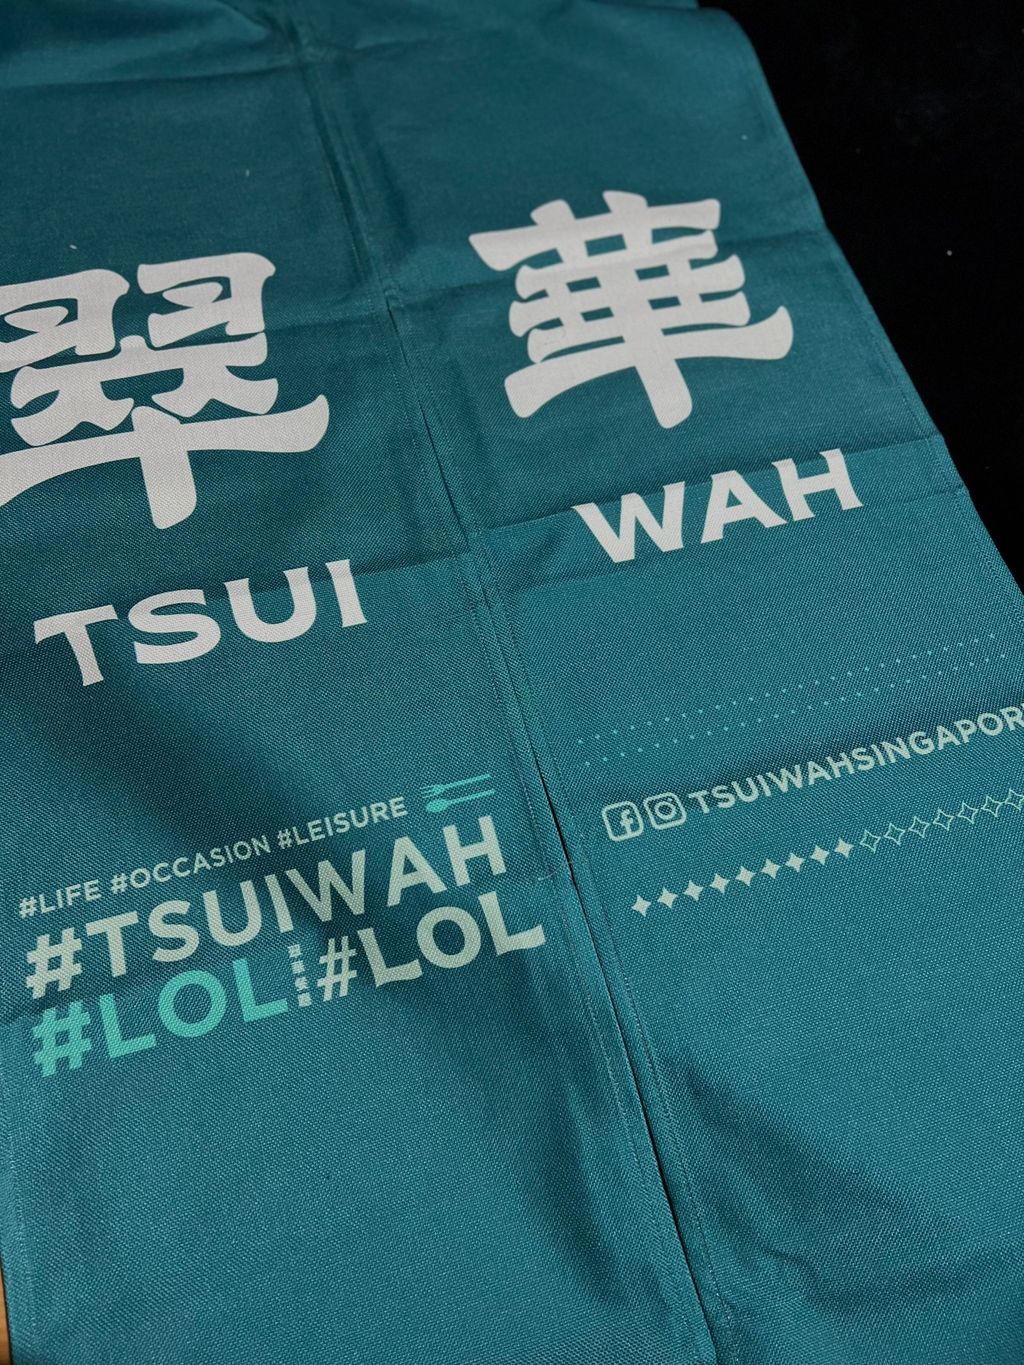 翠 華
TSUI WAH
#LIFE #OCCASION #LEISURE
#TSUIWAH
#LOL #LOL
TSUIWAHSINGAPOR